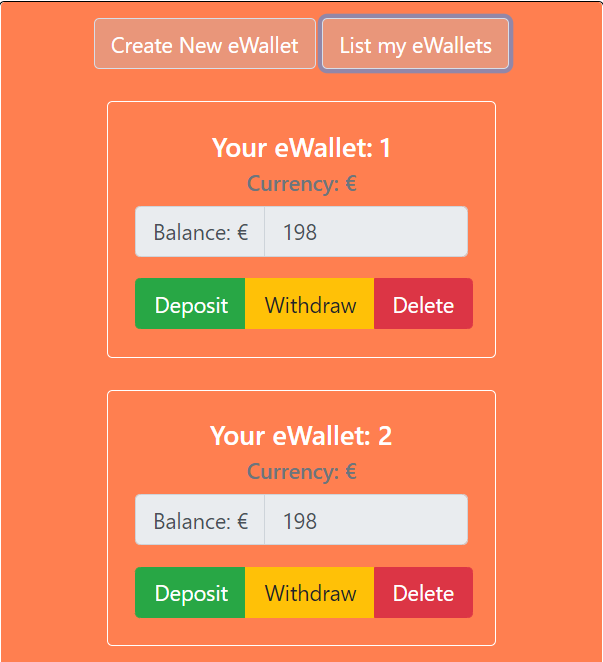 Create New eWallet List my eWallets
Your eWallet: 1
Currency: €
Balance: € 198
Deposit Withdraw Delete
Your eWallet: 2
Currency: €
Balance: € 198
Deposit Withdraw Delete